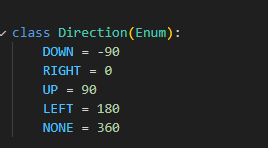 class Direction(Enum):
    DOWN = -90
    RIGHT = 0
    UP = 90
    LEFT = 180
    NONE = 360